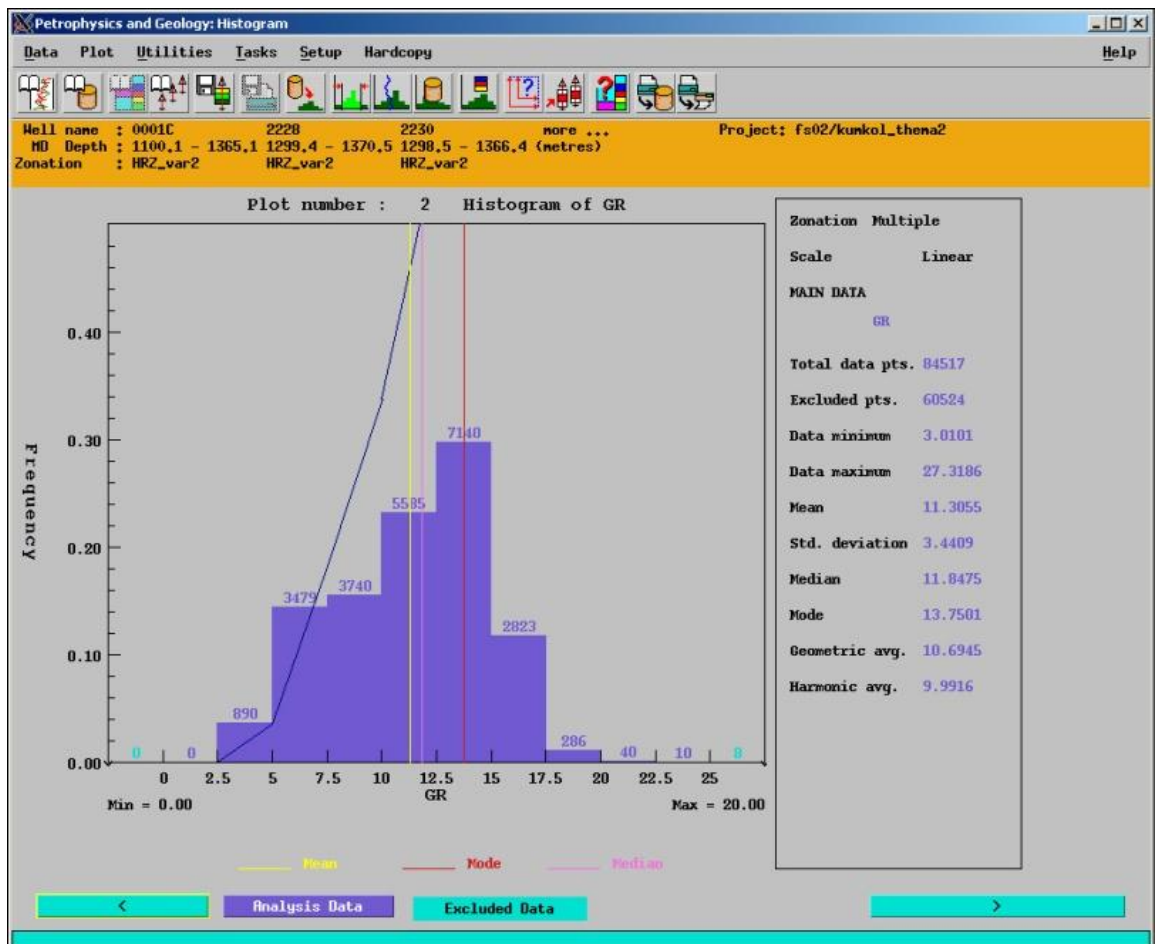 Petrophysics and Geology: Histogram
Data Plot Utilities Tasks Setup Hardcopy Help
Well name : 0001C 2228 2230 more ... Project: fs02/kumkol_thema2
MD Depth : 1100.1 - 1365.1 1299.4 - 1370.5 1298.5 - 1366.4 (metres)
Zonation : HRZ_var2 HRZ_var2 HRZ_var2
Plot number : 2 Histogram of GR
Zonation Multiple
Scale Linear
MAIN DATA
GR
Total data pts. 84517
Excluded pts. 60524
Data minimum 3.0101
Data maximum 27.3186
Mean 11.3055
Std. deviation 3.4409
Median 11.8475
Mode 13.7501
Geometric avg. 10.6945
Harmonic avg. 9.9916
Frequency
0.40
0.30
0.20
0.10
0.00
7140
5585
3740
3479
2823
890
286
0 0 40 10 8
0 2.5 5 7.5 10 12.5 15 17.5 20 22.5 25
GR
Min = 0.00 Max = 20.00
Mean Mode Median
< Analysis Data Excluded Data >